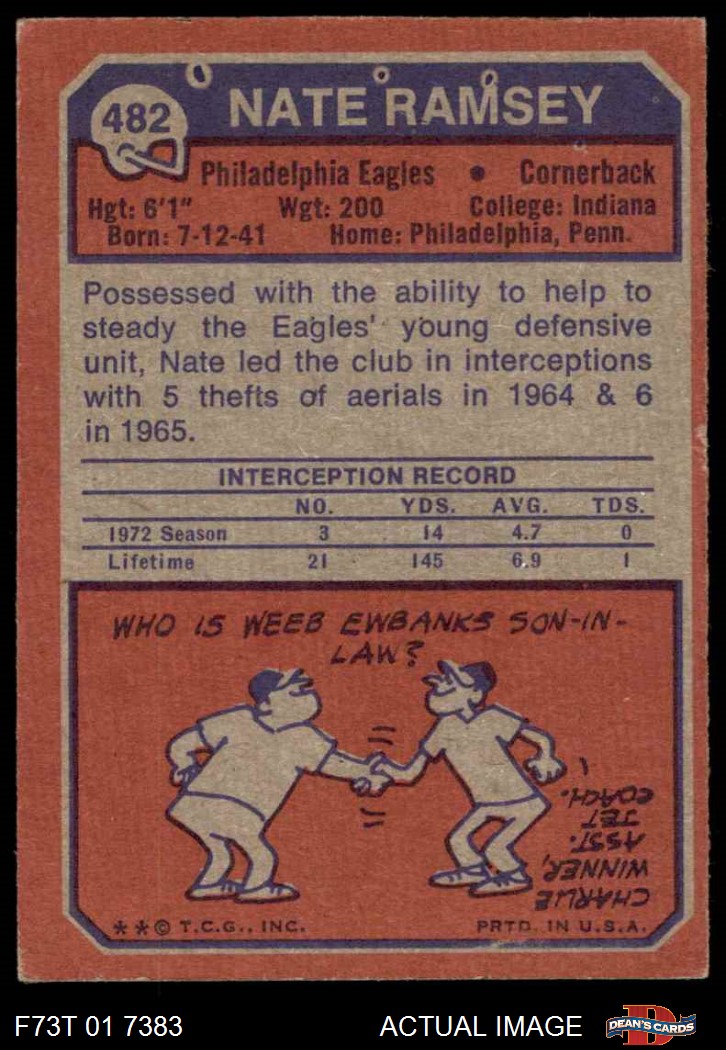 482
NATE RAMSEY
Philadelphia Eagles • Cornerback
Hgt: 6'1" Wgt: 200 College: Indiana
Born: 7-12-41 Home: Philadelphia, Penn.
Possessed with the ability to help to
steady the Eagles' young defensive
unit, Nate led the club in interceptions
with 5 thefts of aerials in 1964 & 6
in 1965.
INTERCEPTION RECORD
NO. YDS. AVG. TDS.
1972 Season 3 14 4.7 0
Lifetime 21 145 6.9 1
WHO IS WEEB EWBANKS SON-IN-
LAW?
CHARLIE
WINNER,
ASST.
JET
COACH.
**© T.C.G., INC. PRTD. IN U.S.A.
F73T 01 7383 ACTUAL IMAGE DEAN'S CARDS